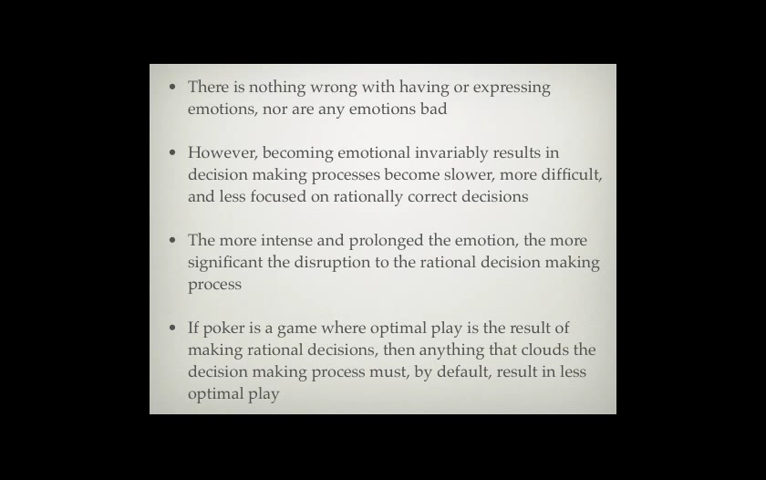 • There is nothing wrong with having or expressing
emotions, nor are any emotions bad
• However, becoming emotional invariably results in
decision making processes become slower, more difficult,
and less focused on rationally correct decisions
• The more intense and prolonged the emotion, the more
significant the disruption to the rational decision making
process
• If poker is a game where optimal play is the result of
making rational decisions, then anything that clouds the
decision making process must, by default, result in less
optimal play